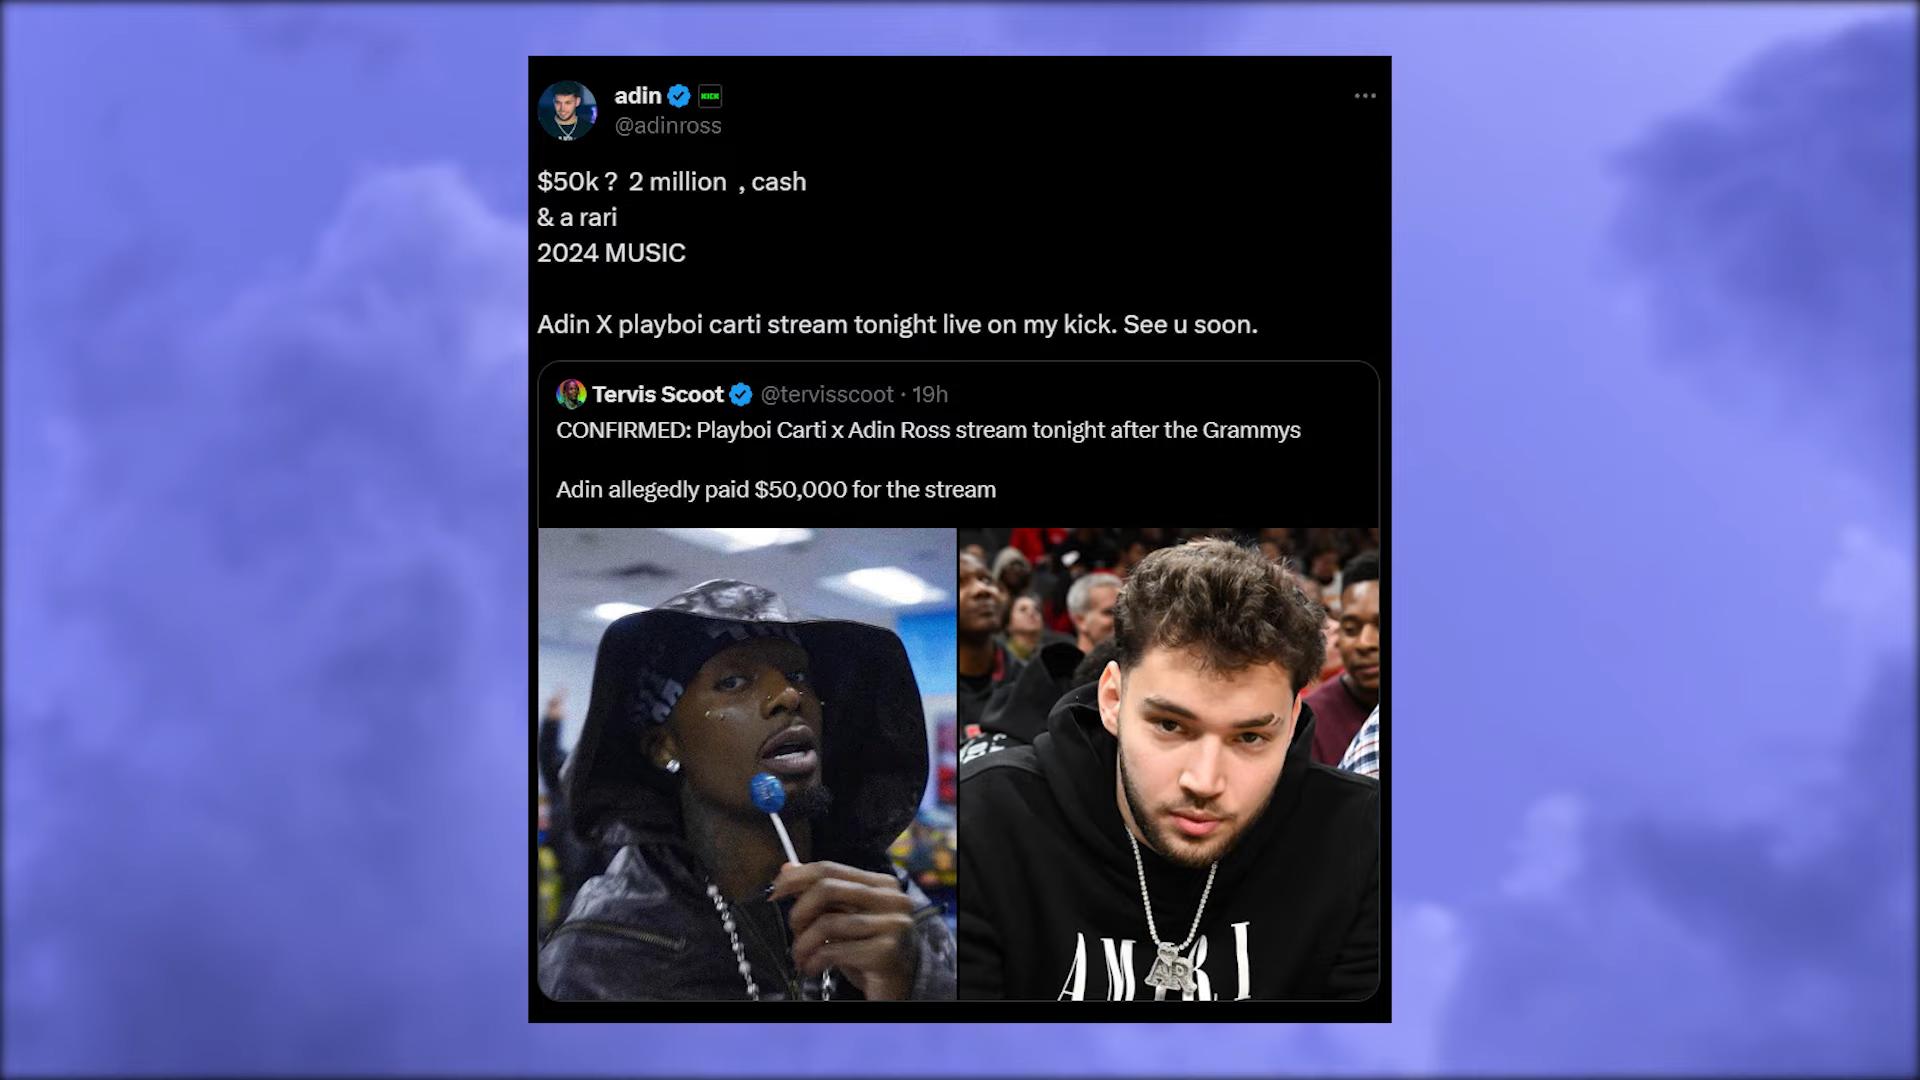 adin KICK
@adinross
$50k ? 2 million , cash
& a rari
2024 MUSIC
Adin X playboi carti stream tonight live on my kick. See u soon.
Tervis Scoot @tervisscoot · 19h
CONFIRMED: Playboi Carti x Adin Ross stream tonight after the Grammys
Adin allegedly paid $50,000 for the stream
AMIRI
AR